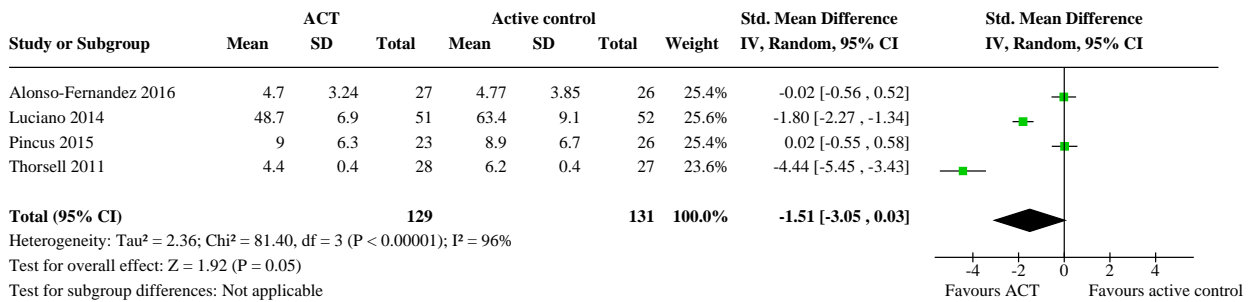 ACT Active control Std. Mean Difference Std. Mean Difference
Study or Subgroup Mean SD Total Mean SD Total Weight IV, Random, 95% CI IV, Random, 95% CI
Alonso-Fernandez 2016 4.7 3.24 27 4.77 3.85 26 25.4% -0.02 [-0.56 , 0.52]
Luciano 2014 48.7 6.9 51 63.4 9.1 52 25.6% -1.80 [-2.27 , -1.34]
Pincus 2015 9 6.3 23 8.9 6.7 26 25.4% 0.02 [-0.55 , 0.58]
Thorsell 2011 4.4 0.4 28 6.2 0.4 27 23.6% -4.44 [-5.45 , -3.43]
Total (95% CI) 129 131 100.0% -1.51 [-3.05 , 0.03]
Heterogeneity: Tau² = 2.36; Chi² = 81.40, df = 3 (P < 0.00001); I² = 96%
Test for overall effect: Z = 1.92 (P = 0.05)
-4 -2 0 2 4
Test for subgroup differences: Not applicable
Favours ACT Favours active control